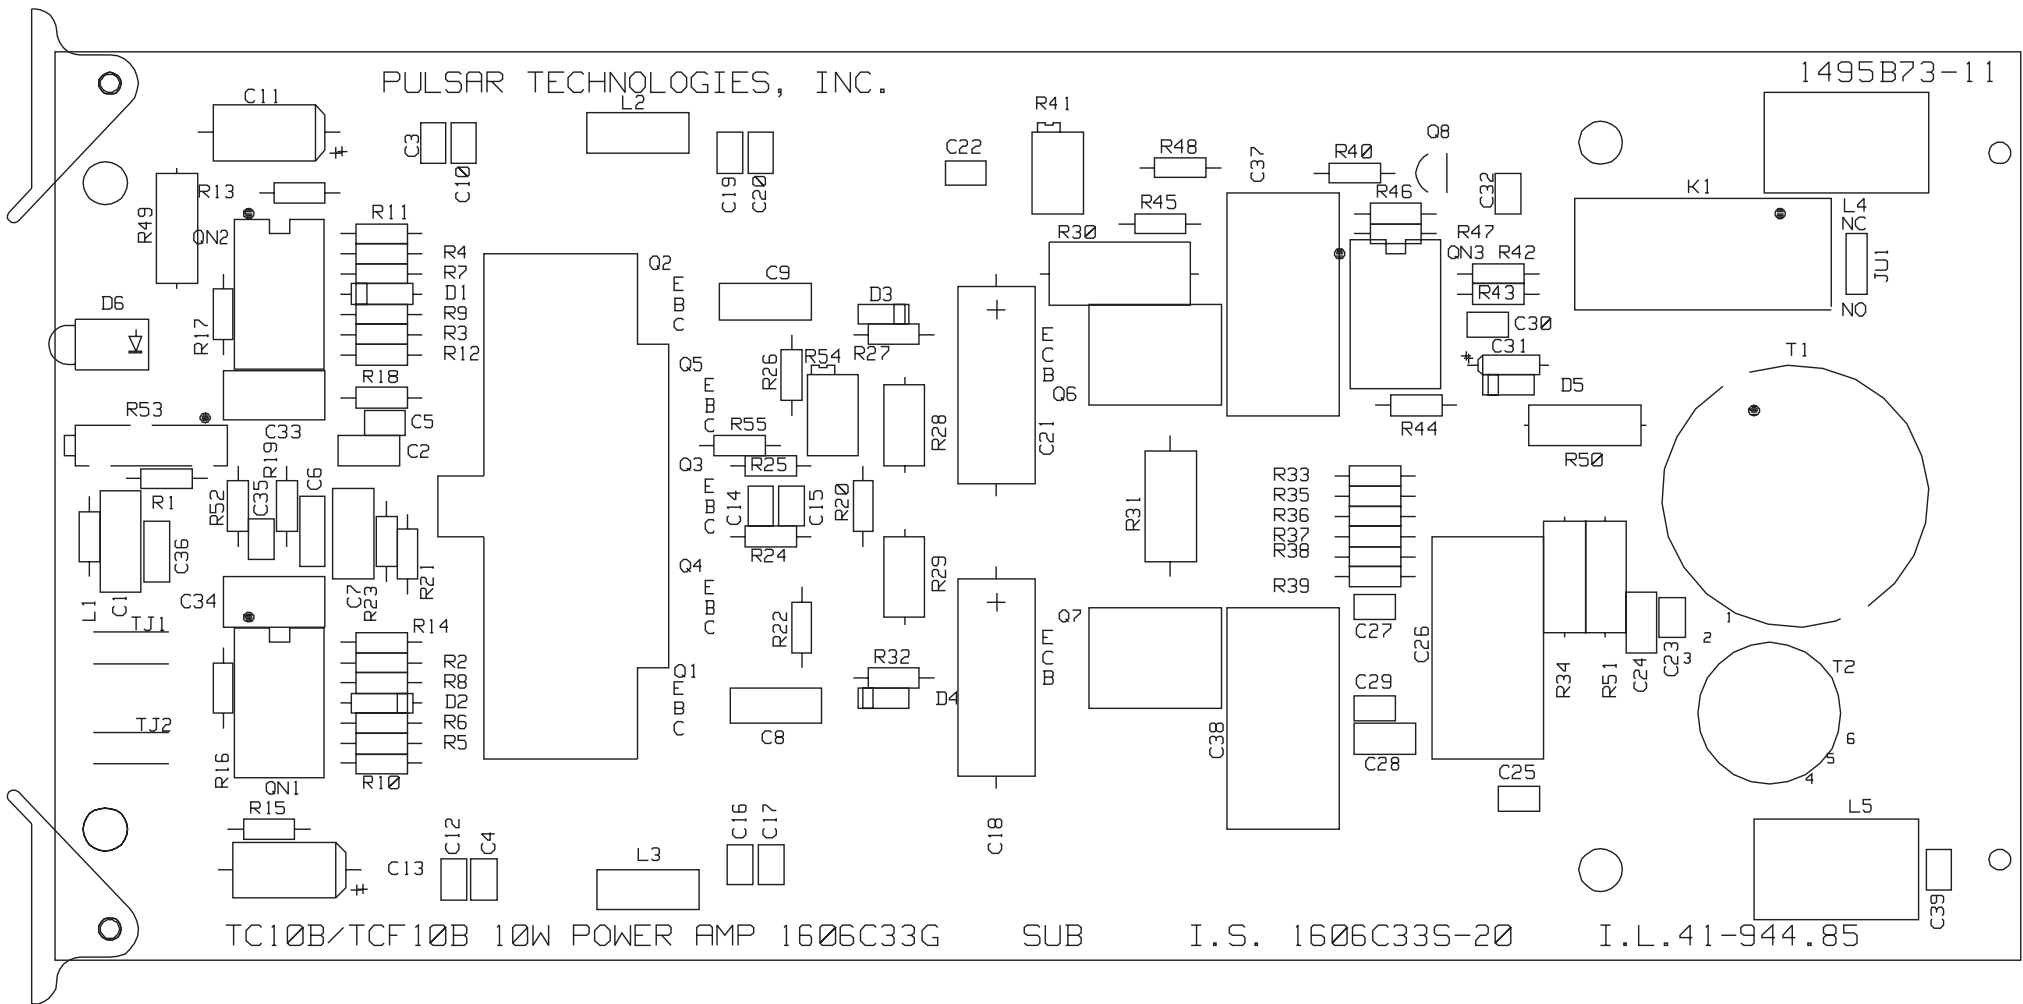 PULSAR TECHNOLOGIES, INC.
1495B73-11
C11
L2
R41
C3
C10
C19
C20
C22
R48
C37
R40
Q8
C32
K1
L4
NC
JU1
NO
R13
R49
QN2
R11
R4
R7
D1
R9
R3
R12
R46
R47
R45
R30
QN3
R42
R43
C30
C31
D5
T1
Q2
E
B
C
C9
D3
R27
R26
R54
D6
R17
R18
C5
C2
R53
C33
Q5
E
B
C
R55
R25
R28
C21
E
C
B
Q6
R44
R50
R19
C6
R52
C35
R1
C36
Q3
E
B
C
C14
C15
R20
R24
R31
R33
R35
R36
R37
R38
R39
L1
C1
C34
C7
R23
R21
Q4
E
B
C
R22
R29
Q7
E
C
B
C27
C26
R34
R51
C24
C23
1
2
3
T2
6
5
4
TJ1
TJ2
R14
R2
R8
D2
R6
R5
R10
R16
QN1
Q1
E
B
C
C8
R32
D4
C38
C29
C28
C25
R15
C13
C12
C4
L3
C16
C17
C18
L5
C39
TC10B/TCF10B 10W POWER AMP 1606C33G SUB I.S. 1606C33S-20 I.L.41-944.85